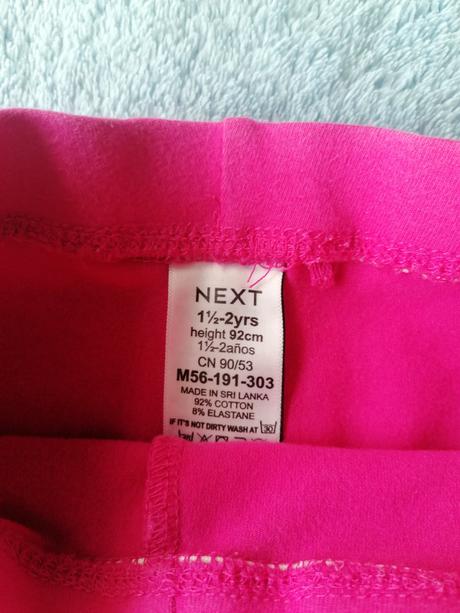 NEXT
1½-2yrs
height 92cm
1½-2años
CN 90/53
M56-191-303
MADE IN SRI LANKA
92% COTTON
8% ELASTANE
IF IT'S NOT DIRTY WASH AT 30